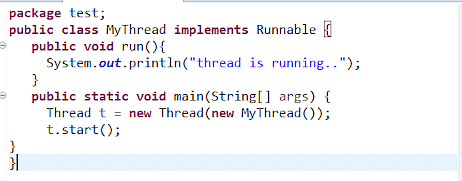 package test;
public class MyThread implements Runnable {
public void run(){
System.out.println("thread is running..");
}
public static void main(String[] args) {
Thread t = new Thread(new MyThread());
t.start();
}
}